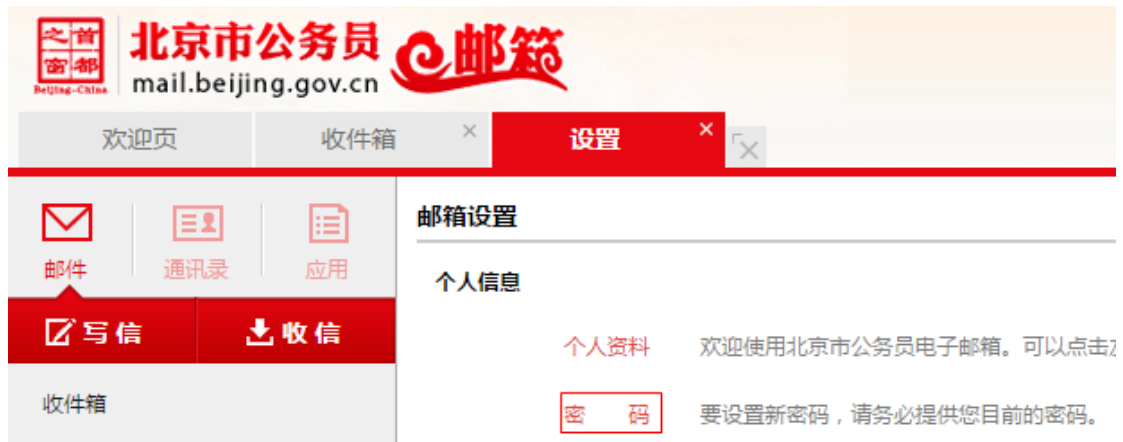 首都之窗
Beijing-China
北京市公务员
mail.beijing.gov.cn
e邮箱
欢迎页
收件箱
设置
邮件
通讯录
应用
写信
收信
收件箱
邮箱设置
个人信息
个人资料 欢迎使用北京市公务员电子邮箱。可以点击左
密 码 要设置新密码，请务必提供您目前的密码。